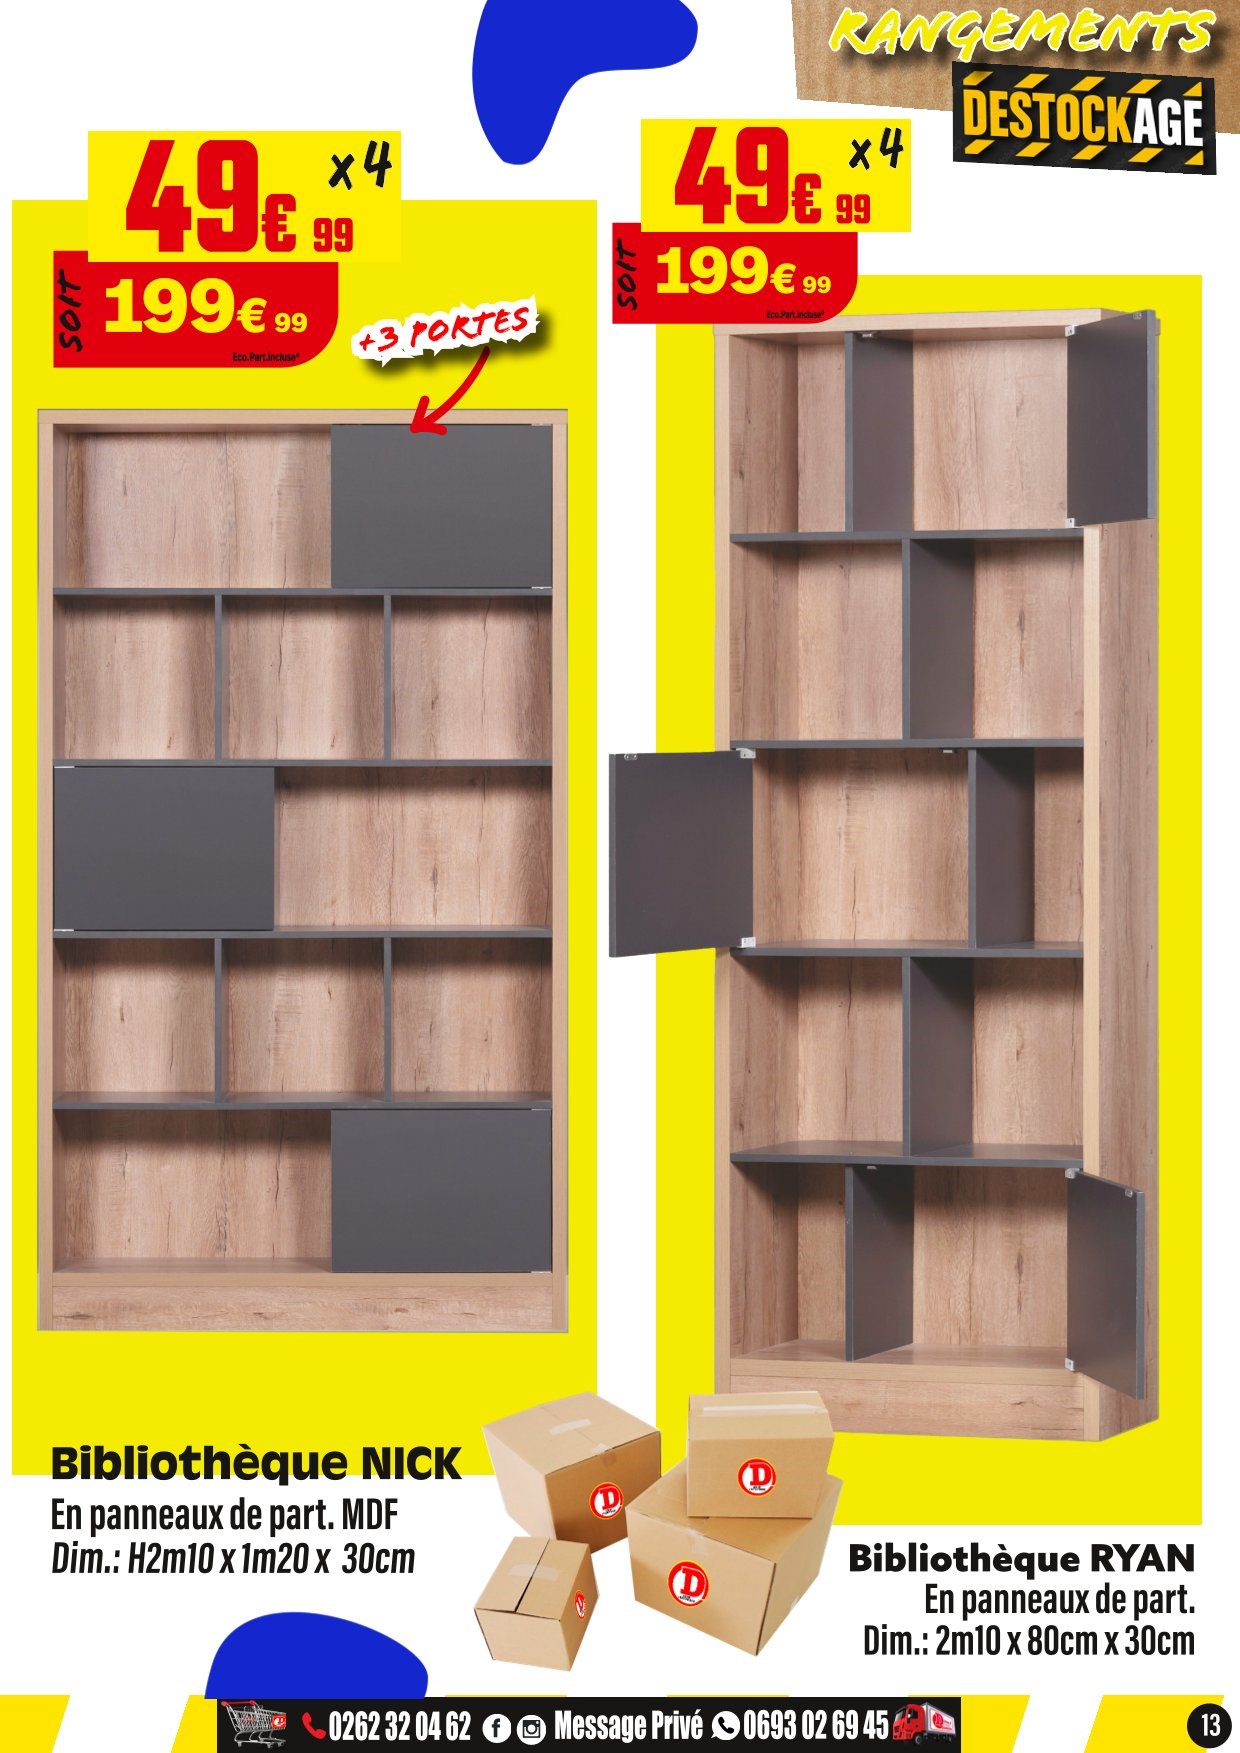 RANGEMENTS
DESTOCKAGE
49€99 x4
SOIT 199€99
Eco.Part.incluse*
+3 PORTES
49€99 x4
SOIT 199€99
Eco.Part.incluse*
Bibliothèque NICK
En panneaux de part. MDF
Dim.: H2m10 x 1m20 x 30cm
D
D
D
Bibliothèque RYAN
En panneaux de part.
Dim.: 2m10 x 80cm x 30cm
0262 32 04 62 Message Privé 0693 02 69 45
13